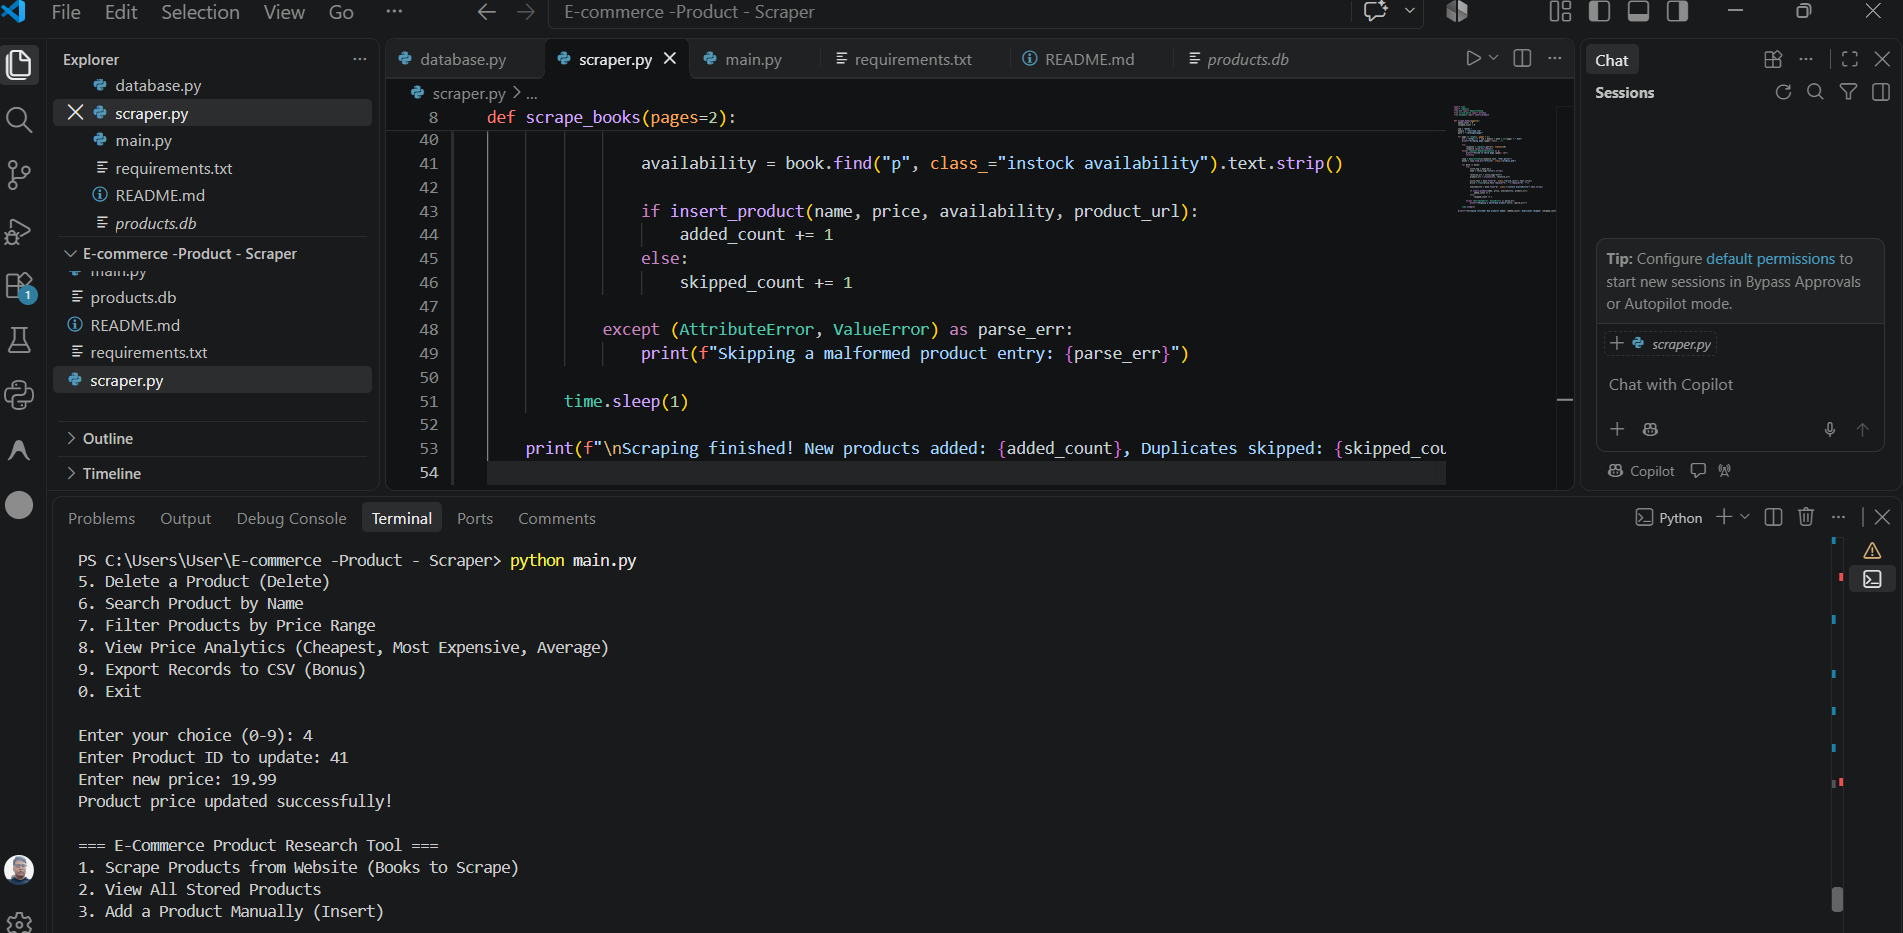 File Edit Selection View Go ··· E-commerce -Product - Scraper
Explorer ···
database.py
scraper.py
main.py
requirements.txt
README.md
products.db
E-commerce -Product - Scraper
main.py
products.db
README.md
requirements.txt
scraper.py
Outline
Timeline
1
database.py scraper.py main.py requirements.txt README.md products.db
scraper.py > ...
8 def scrape_books(pages=2):
40
41 availability = book.find("p", class_="instock availability").text.strip()
42
43 if insert_product(name, price, availability, product_url):
44 added_count += 1
45 else:
46 skipped_count += 1
47
48 except (AttributeError, ValueError) as parse_err:
49 print(f"Skipping a malformed product entry: {parse_err}")
50
51 time.sleep(1)
52
53 print(f"\nScraping finished! New products added: {added_count}, Duplicates skipped: {skipped_cou
54
Chat
Sessions
Tip: Configure default permissions to
start new sessions in Bypass Approvals
or Autopilot mode.
scraper.py
Chat with Copilot
Copilot
Problems Output Debug Console Terminal Ports Comments
Python
PS C:\Users\User\E-commerce -Product - Scraper> python main.py
5. Delete a Product (Delete)
6. Search Product by Name
7. Filter Products by Price Range
8. View Price Analytics (Cheapest, Most Expensive, Average)
9. Export Records to CSV (Bonus)
0. Exit
Enter your choice (0-9): 4
Enter Product ID to update: 41
Enter new price: 19.99
Product price updated successfully!
=== E-Commerce Product Research Tool ===
1. Scrape Products from Website (Books to Scrape)
2. View All Stored Products
3. Add a Product Manually (Insert)